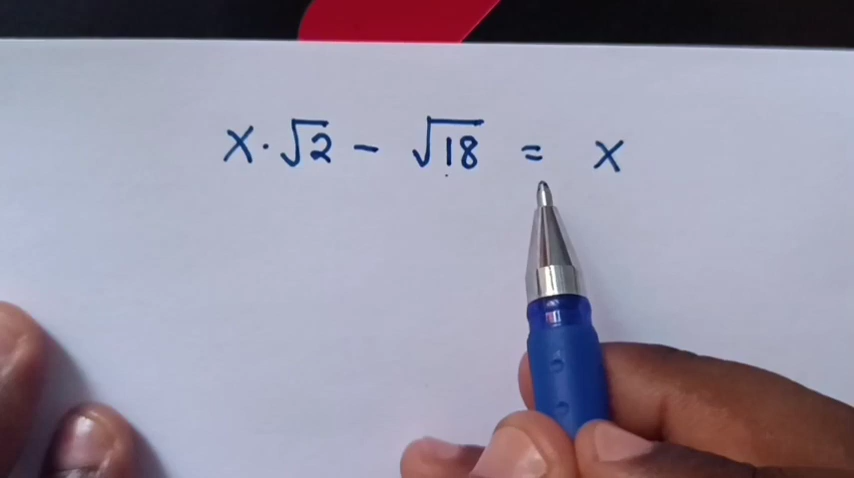 x · √2 - √18 = x